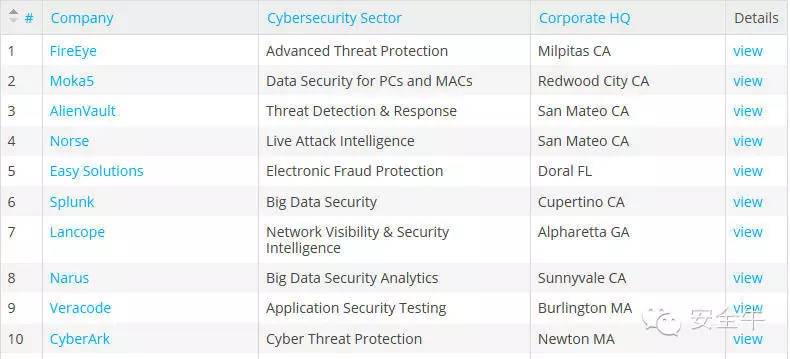 # Company Cybersecurity Sector Corporate HQ Details
1 FireEye Advanced Threat Protection Milpitas CA view
2 Moka5 Data Security for PCs and MACs Redwood City CA view
3 AlienVault Threat Detection & Response San Mateo CA view
4 Norse Live Attack Intelligence San Mateo CA view
5 Easy Solutions Electronic Fraud Protection Doral FL view
6 Splunk Big Data Security Cupertino CA view
7 Lancope Network Visibility & Security Alpharetta GA view
Intelligence
8 Narus Big Data Security Analytics Sunnyvale CA view
9 Veracode Application Security Testing Burlington MA view
10 CyberArk Cyber Threat Protection Newton MA view
安全牛